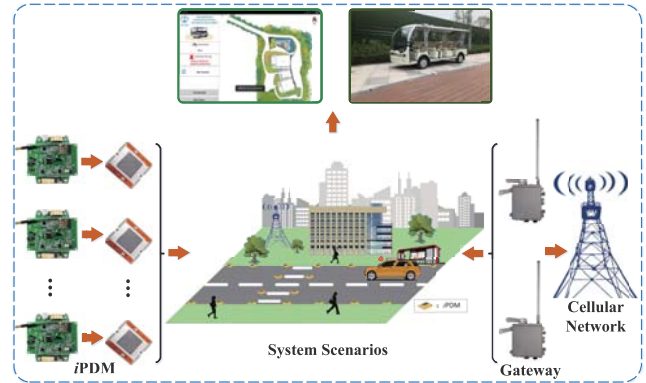 : iPDM
iPDM
System Scenarios
Gateway
Cellular
Network